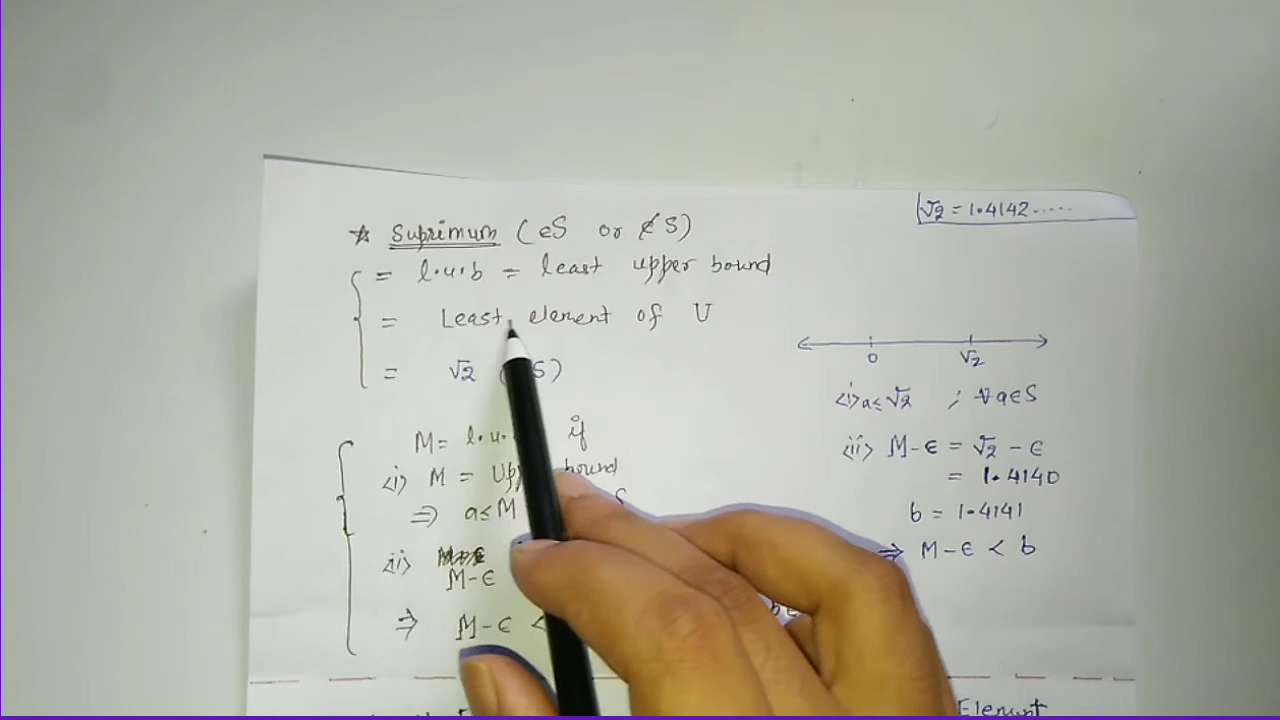 √2 = 1.4142.....
☆ Suprimum (∈S or ∉S)
= l.u.b = least upper bound
= Least element of U
= √2 ( S)
M = l.u. if
(i) M = bound
⇒ a≤M
(ii) M-ε
⇒ M-ε <
0 √2
(i) a≤√2 ; ∀a∈S
(ii) M-ε = √2 - ε
= 1.4140
b = 1.4141
⇒ M-ε < b
Element